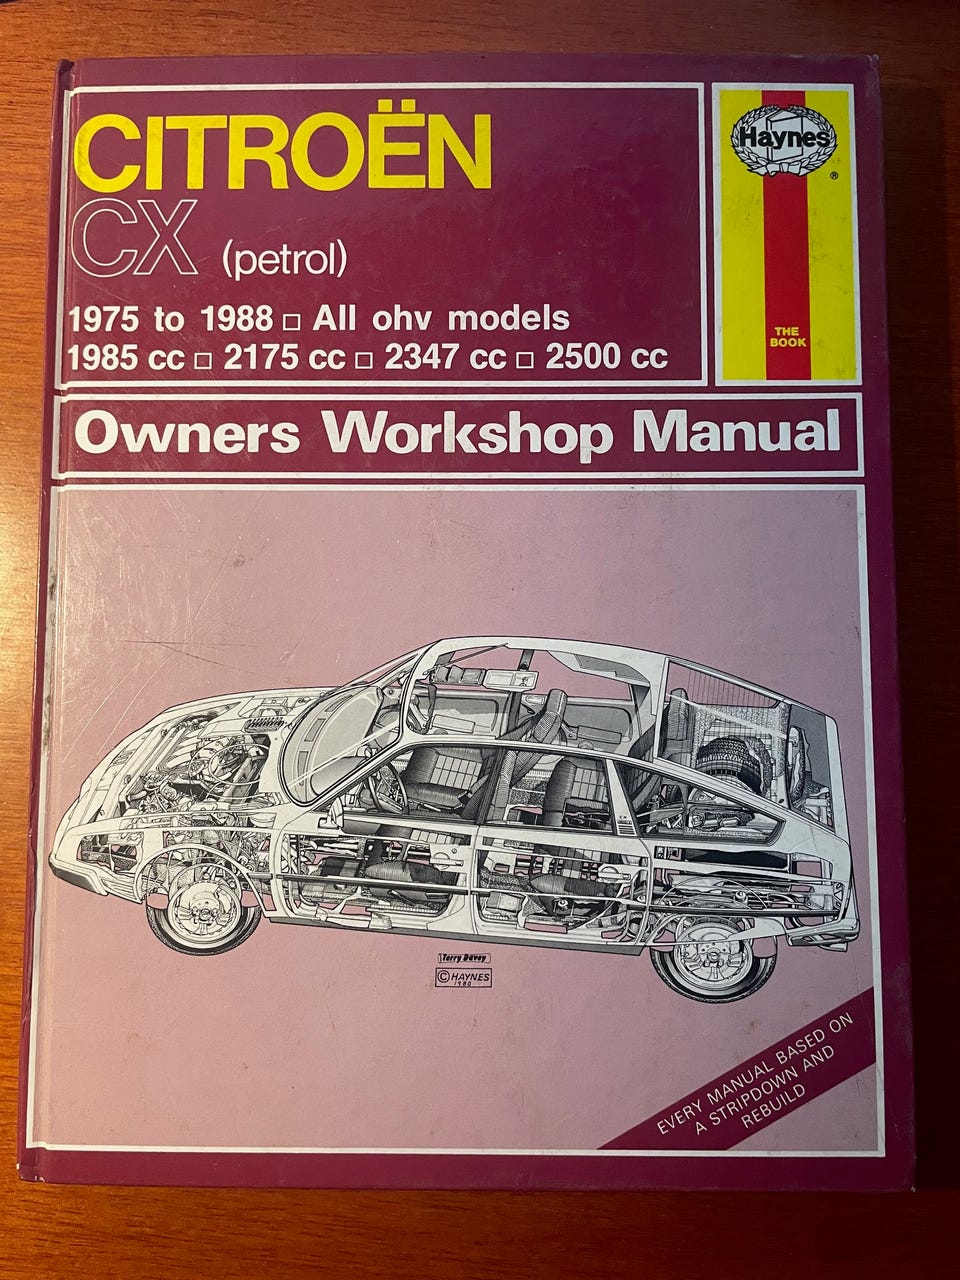 CITROËN
CX (petrol)
1975 to 1988 □ All ohv models
1985 cc □ 2175 cc □ 2347 cc □ 2500 cc
Haynes
®
THE
BOOK
Owners Workshop Manual
Terry Davey
© HAYNES
1980
EVERY MANUAL BASED ON
A STRIPDOWN AND
REBUILD